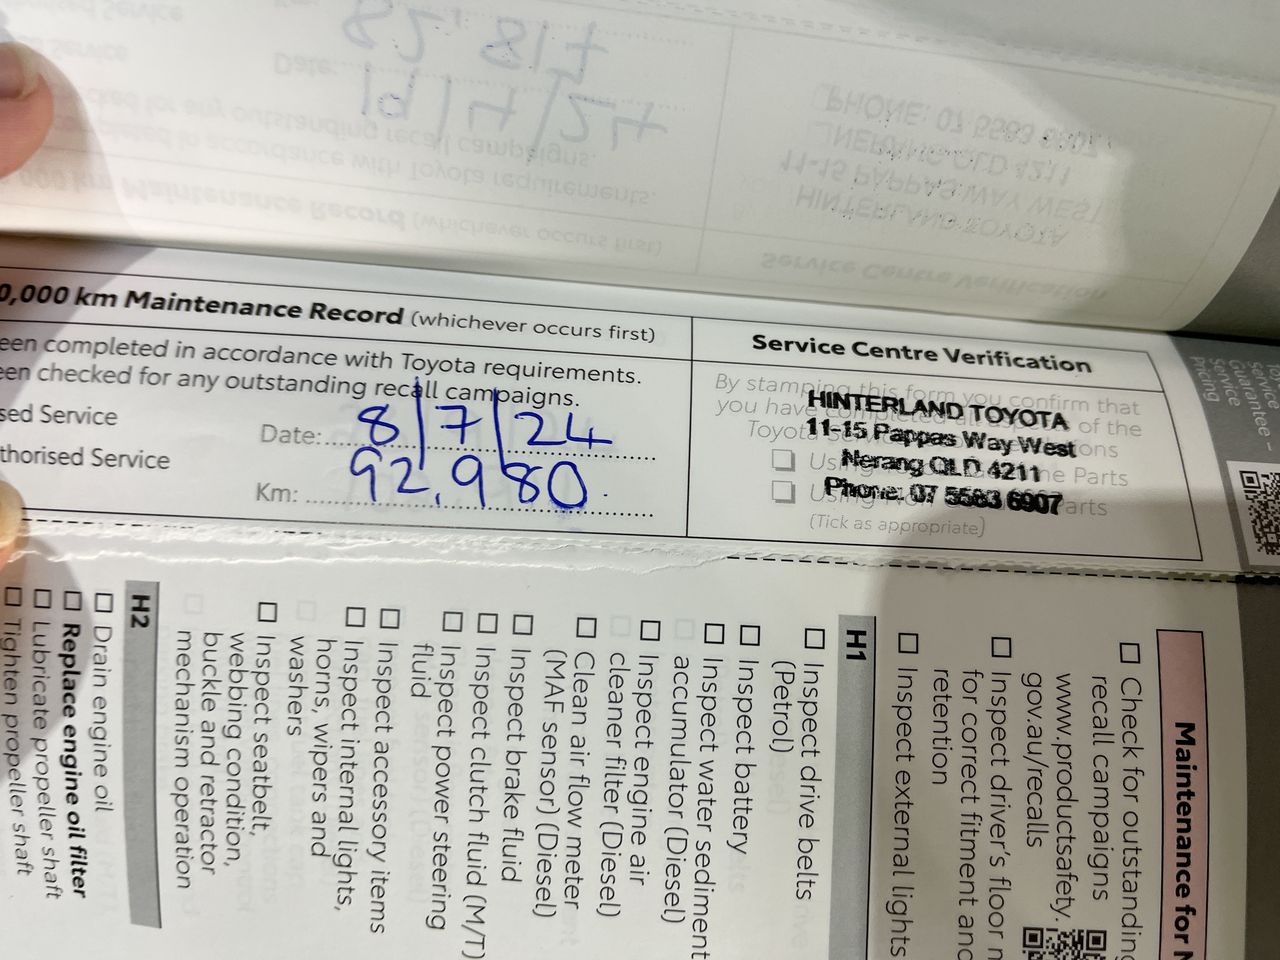 0,000 km Maintenance Record (whichever occurs first)
een completed in accordance with Toyota requirements.
een checked for any outstanding recall campaigns.
sed Service
Date: 8/7/24
thorised Service
Km: 92,980
Service Centre Verification
By stamping this form you confirm that
you have completed all aspects of the
Toyota
HINTERLAND TOYOTA
11-15 Pappas Way West
Nerang QLD 4211
Phone: 07 5583 6907
(Tick as appropriate)
Service
Guarantee -
Service
Pricing
Maintenance for
Check for outstanding
recall campaigns
www.productsafety.
gov.au/recalls
Inspect driver's floor
for correct fitment and
retention
Inspect external lights
H1
Inspect drive belts
(Petrol)
Inspect battery
Inspect water sediment
accumulator (Diesel)
Inspect engine air
cleaner filter (Diesel)
Clean air flow meter
(MAF sensor) (Diesel)
Inspect brake fluid
Inspect clutch fluid (M/T)
Inspect power steering
fluid
Inspect accessory items
Inspect internal lights,
horns, wipers and
washers
Inspect seatbelt,
webbing condition,
buckle and retractor
mechanism operation
H2
Drain engine oil
Replace engine oil filter
Lubricate propeller shaft
Tighten propeller shaft